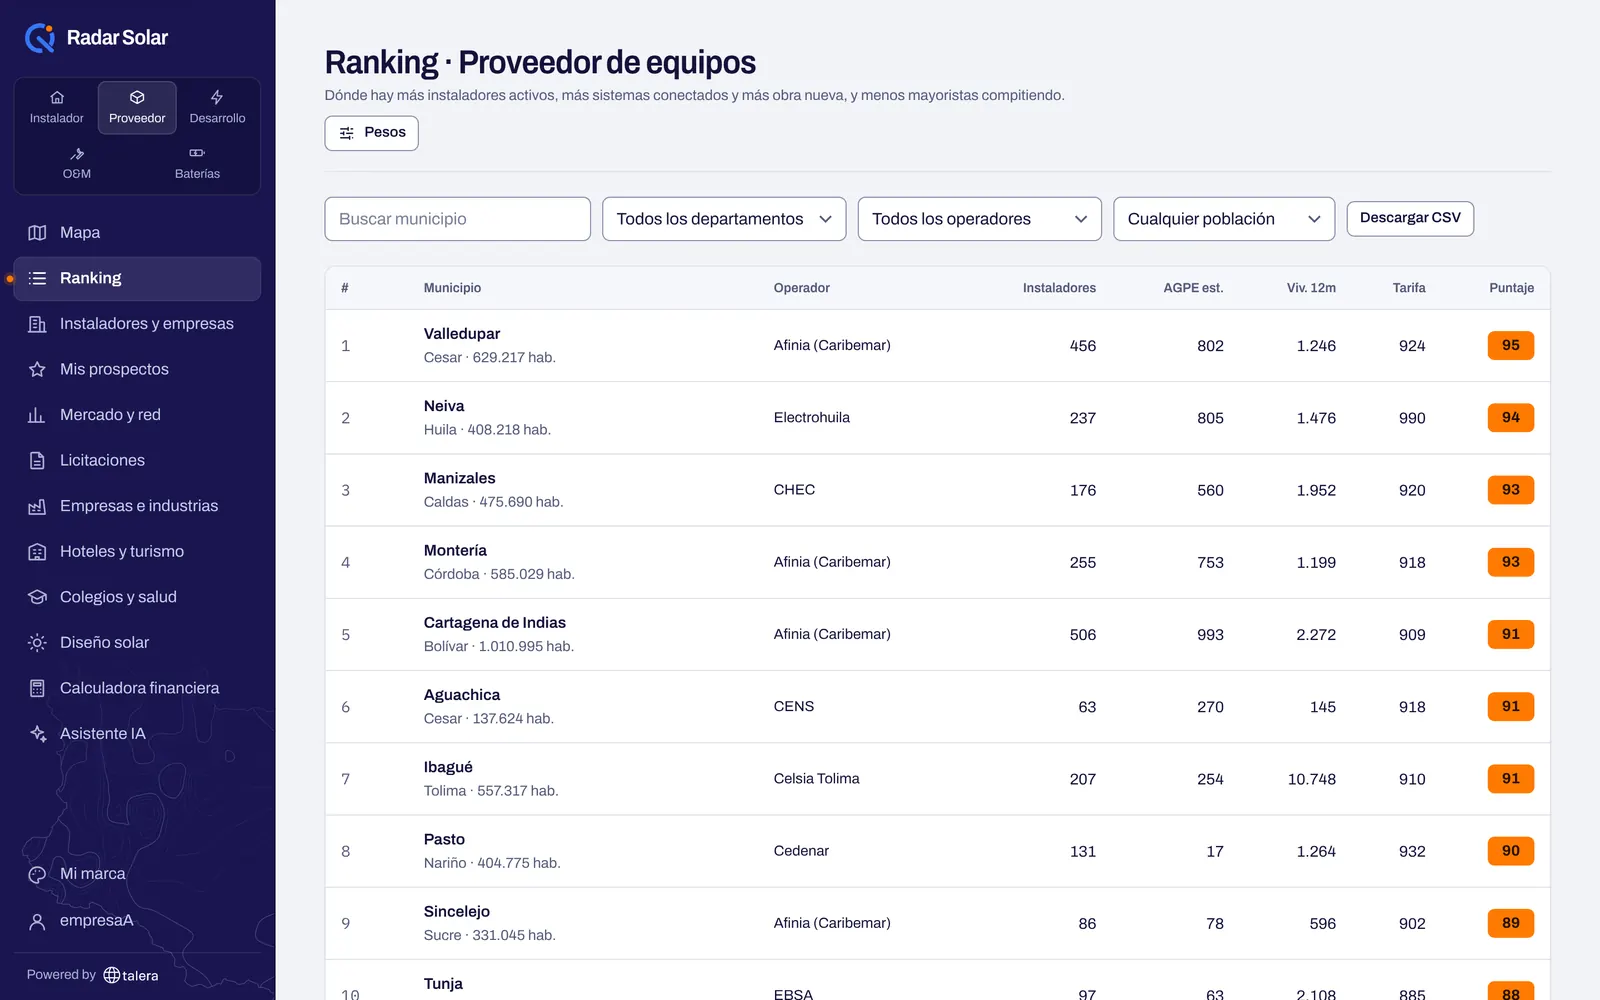 Radar Solar
Instalador
Proveedor
Desarrollo
O&M
Baterías
Mapa
Ranking
Instaladores y empresas
Mis prospectos
Mercado y red
Licitaciones
Empresas e industrias
Hoteles y turismo
Colegios y salud
Diseño solar
Calculadora financiera
Asistente IA
Mi marca
empresaA
Powered by talera
Ranking · Proveedor de equipos
Dónde hay más instaladores activos, más sistemas conectados y más obra nueva, y menos mayoristas compitiendo.
Pesos
Buscar municipio
Todos los departamentos
Todos los operadores
Cualquier población
Descargar CSV
# Municipio Operador Instaladores AGPE est. Viv. 12m Tarifa Puntaje
1 Valledupar Afinia (Caribemar) 456 802 1.246 924 95
Cesar · 629.217 hab.
2 Neiva Electrohuila 237 805 1.476 990 94
Huila · 408.218 hab.
3 Manizales CHEC 176 560 1.952 920 93
Caldas · 475.690 hab.
4 Montería Afinia (Caribemar) 255 753 1.199 918 93
Córdoba · 585.029 hab.
5 Cartagena de Indias Afinia (Caribemar) 506 993 2.272 909 91
Bolívar · 1.010.995 hab.
6 Aguachica CENS 63 270 145 918 91
Cesar · 137.624 hab.
7 Ibagué Celsia Tolima 207 254 10.748 910 91
Tolima · 557.317 hab.
8 Pasto Cedenar 131 17 1.264 932 90
Nariño · 404.775 hab.
9 Sincelejo Afinia (Caribemar) 86 78 596 902 89
Sucre · 331.045 hab.
10 Tunja EBSA 97 63 2.108 885 88